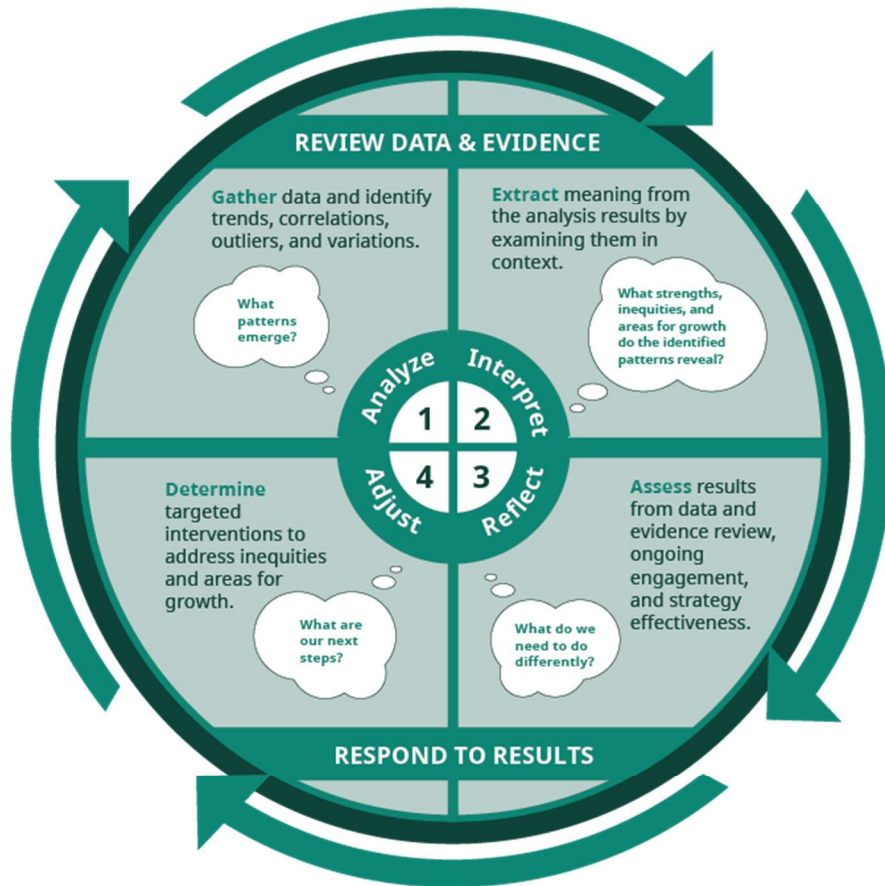 REVIEW DATA & EVIDENCE
Gather data and identify
trends, correlations,
outliers, and variations.
What
patterns
emerge?
Extract meaning from
the analysis results by
examining them in
context.
What strengths,
inequities, and
areas for growth
do the identified
patterns reveal?
Analyze
Interpret
1
2
4
3
Adjust
Reflect
Determine
targeted
interventions to
address inequities
and areas for
growth.
What are
our next
steps?
Assess results
from data and
evidence review,
ongoing
engagement,
and strategy
effectiveness.
What do we
need to do
differently?
RESPOND TO RESULTS